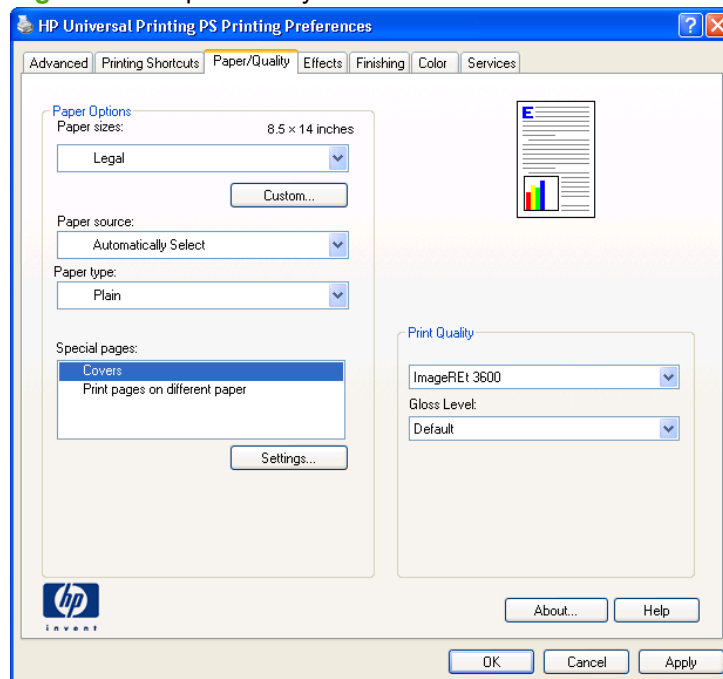 HP Universal Printing PS Printing Preferences
Advanced Printing Shortcuts Paper/Quality Effects Finishing Color Services
Paper Options
Paper sizes: 8.5 × 14 inches
Legal
Custom...
Paper source:
Automatically Select
Paper type:
Plain
Special pages:
Covers
Print pages on different paper
Settings...
E
Print Quality
ImageREt 3600
Gloss Level:
Default
hp
invent
About... Help
OK Cancel Apply